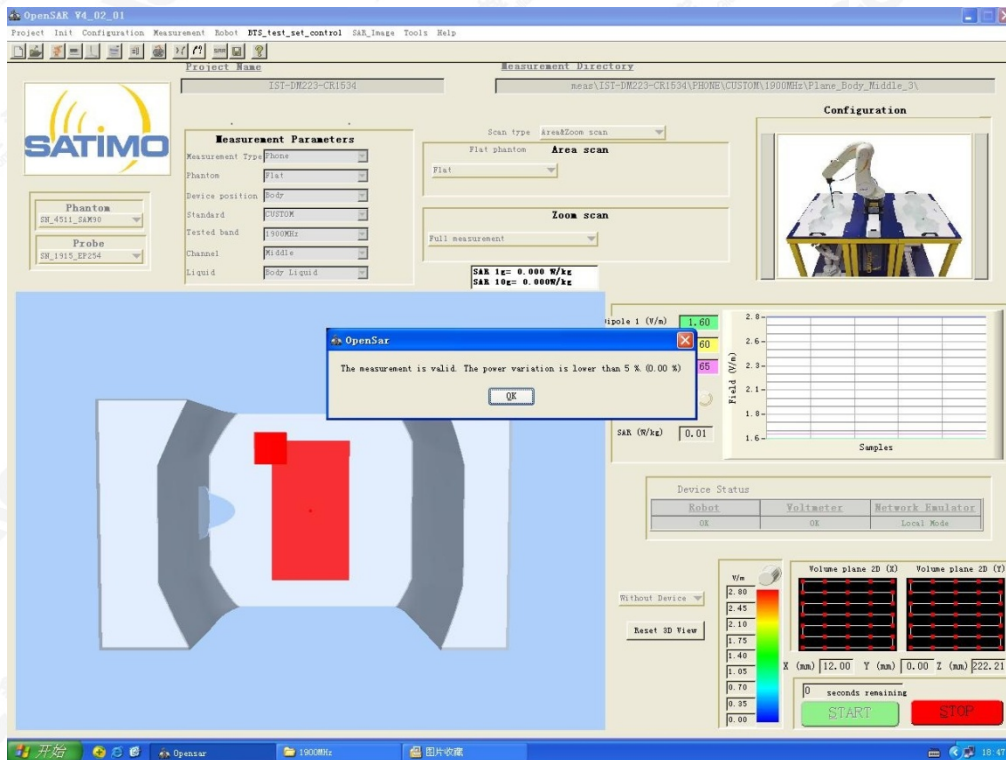 OpenSAR V4_02_01
Project Init Configuration Measurement Robot BTS_test_set_control SAR_Image Tools Help
Project Name
Measurement Directory
IST-DM223-CR1534
meas\IST-DM223-CR1534\PHONE\CUSTOM\1900MHz\Plane_Body_Middle_3\
SATIMO
Configuration
Measurement Parameters
Measurement Type Phone
Phantom Flat
Device position Body
Standard CUSTOM
Tested band 1900MHz
Channel Middle
Liquid Body Liquid
Phantom
SN_4511_SAM90
Probe
SN_1915_EP254
Scan type Area&Zoom scan
Flat phantom Area scan
Flat
Zoom scan
Full measurement
SAR 1g= 0.000 W/kg
SAR 10g= 0.000W/kg
Dipole 1 (V/m) 1.60
60
65
SAR (W/kg) 0.01
OpenSar
The measurement is valid. The power variation is lower than 5 % (0.00 %)
OK
Field (V/m)
2.8
2.6
2.3
1.8
1.6
Samples
Device Status
Robot Voltmeter Network Emulator
OK OK Local Mode
Without Device
Reset 3D View
V/m
2.80
2.45
2.10
1.75
1.40
1.05
0.70
0.35
0.00
Volume plane 2D (X) Volume plane 2D (Y)
X (mm) 12.00 Y (mm) 0.00 Z (mm) 222.21
0 seconds remaining
START STOP
开始 Opensar 1900MHz 图片收藏 18:47